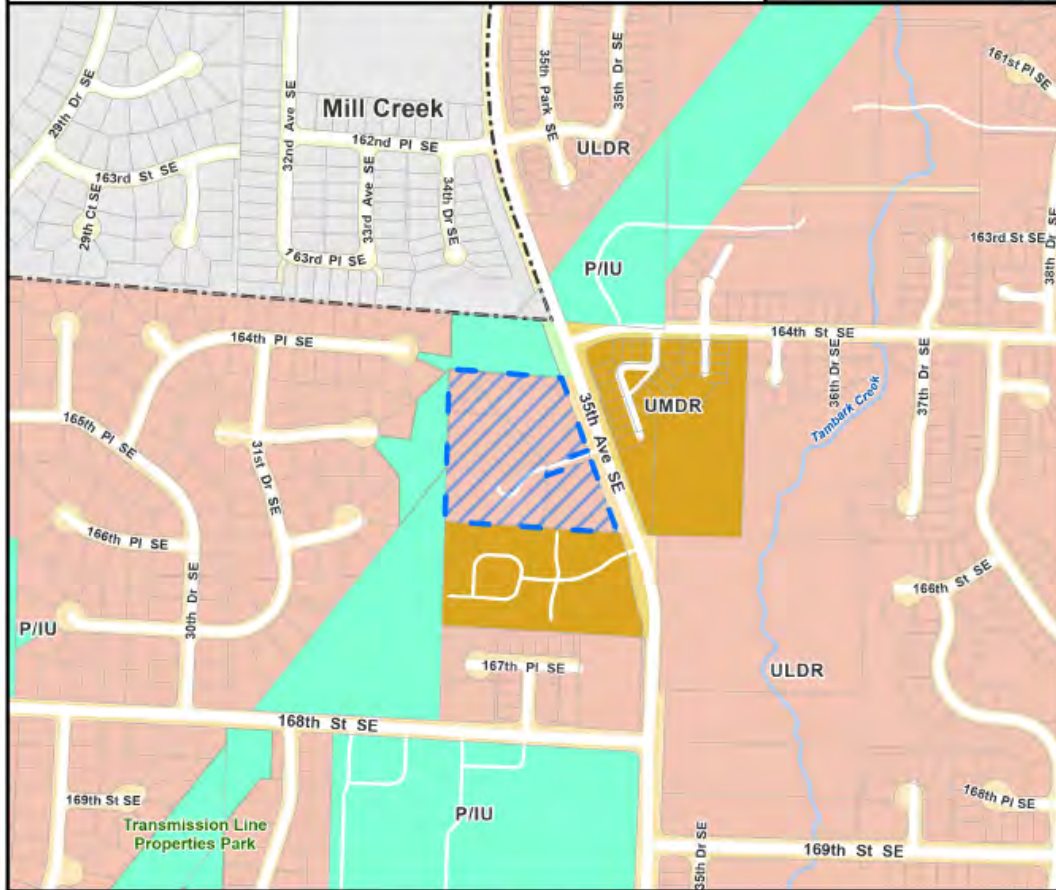 29th Dr SE
32nd Ave SE
Mill Creek
35th Park SE
35th Dr SE
161st Pl SE
162nd Pl SE
ULDR
163rd St SE
29th Ct SE
33rd Ave SE
34th Dr SE
163rd Pl SE
163rd St SE
38th Dr SE
P/IU
164th Pl SE
164th St SE
36th Dr SE
37th Dr SE
35th Ave SE
UMDR
Tambark Creek
165th Pl SE
31st Dr SE
166th Pl SE
166th St SE
P/IU
30th Dr SE
167th Pl SE
ULDR
168th St SE
169th St SE
Transmission Line
Properties Park
P/IU
168th Pl SE
35th Dr SE
169th St SE